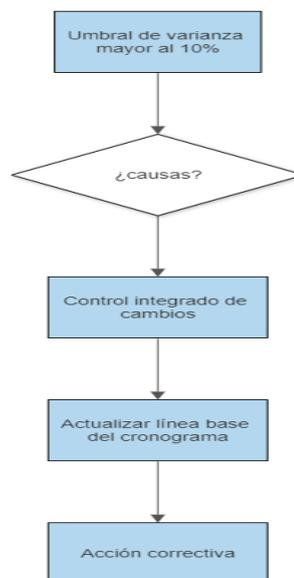 Umbral de varianza
mayor al 10%
¿causas?
Control integrado de
cambios
Actualizar línea base
del cronograma
Acción correctiva